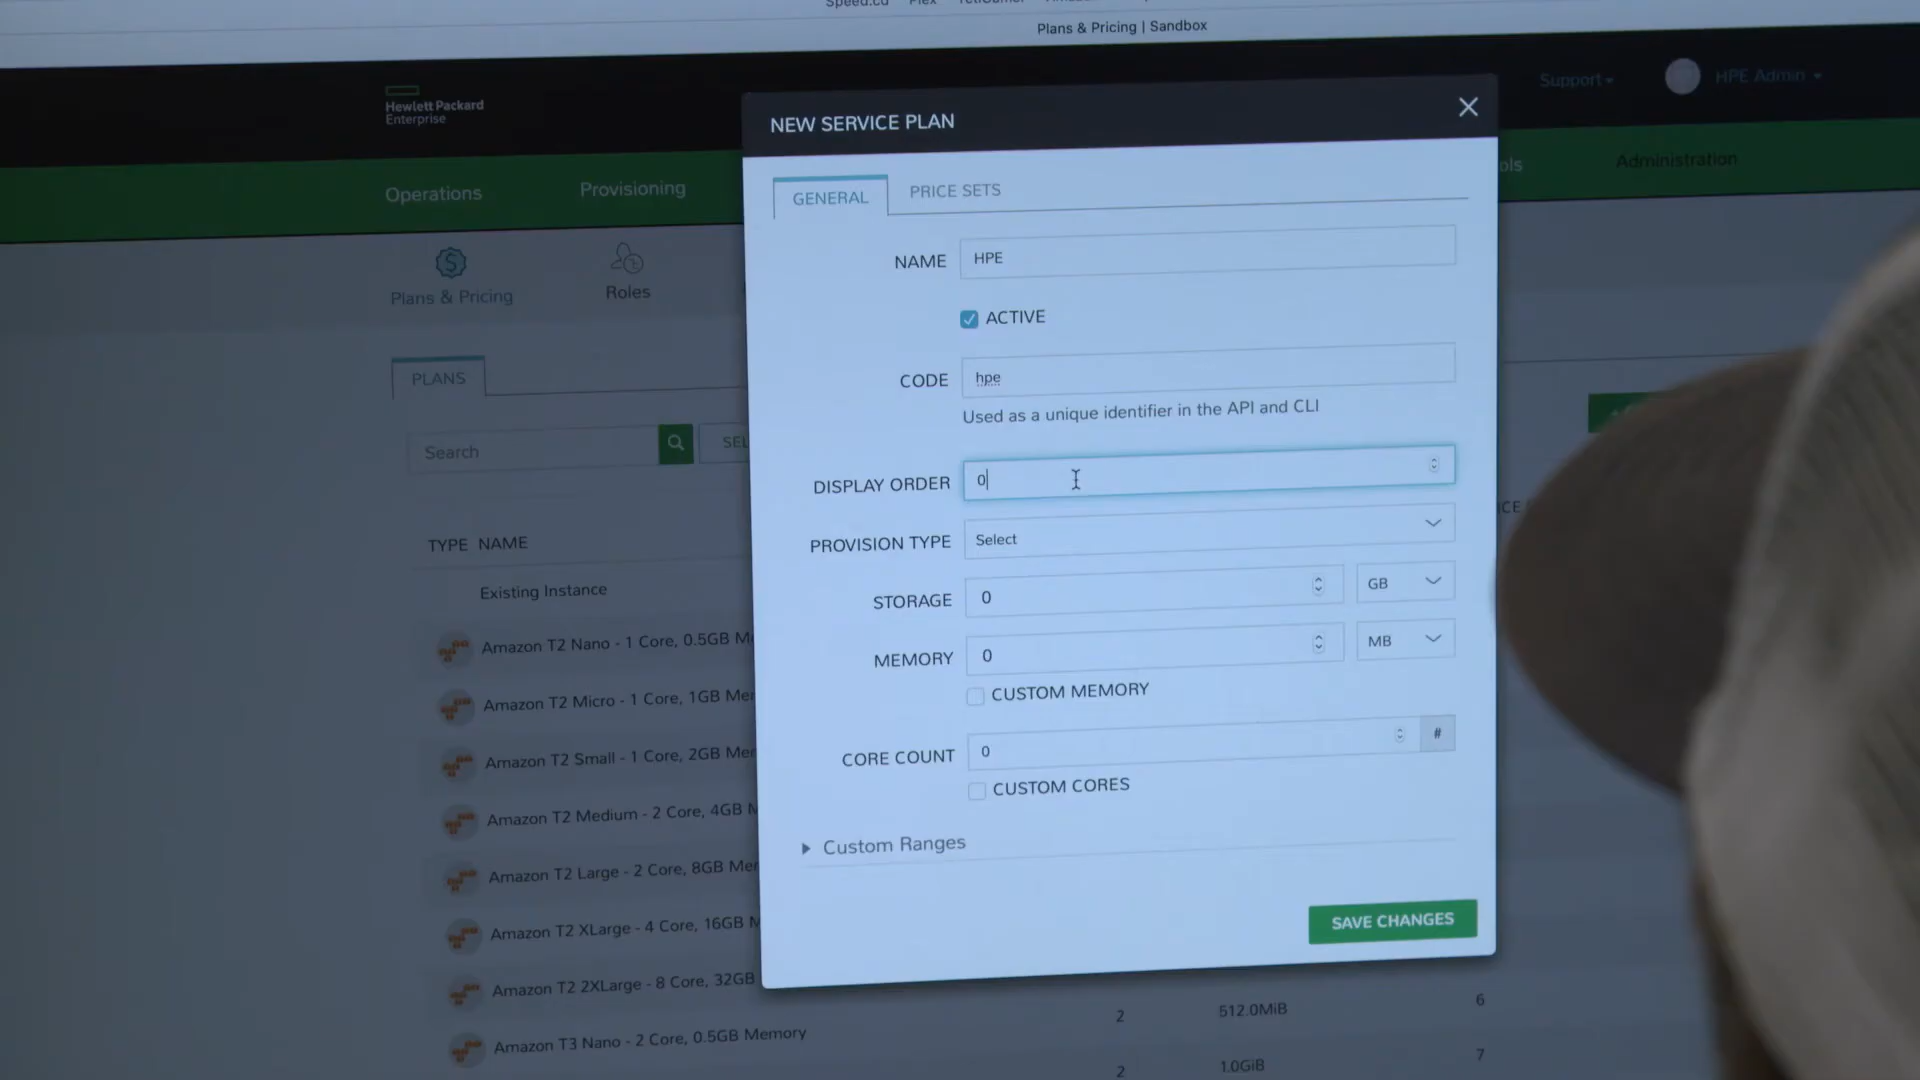 Speed.cd Plex
Plans & Pricing | Sandbox
Hewlett Packard
Enterprise
Support
HPE Admin
Operations
Provisioning
Administration
Plans & Pricing
Roles
PLANS
Search
TYPE NAME
Existing Instance
Amazon T2 Nano - 1 Core, 0.5GB
Amazon T2 Micro - 1 Core, 1GB
Amazon T2 Small - 1 Core, 2GB
Amazon T2 Medium - 2 Core, 4GB
Amazon T2 Large - 2 Core, 8GB
Amazon T2 XLarge - 4 Core, 16GB
Amazon T2 2XLarge - 8 Core, 32GB
Amazon T3 Nano - 2 Core, 0.5GB Memory
2 512.0MiB 6
2 1.0GiB 7
NEW SERVICE PLAN
GENERAL PRICE SETS
NAME HPE
ACTIVE
CODE hpe
Used as a unique identifier in the API and CLI
DISPLAY ORDER 0
PROVISION TYPE Select
STORAGE 0 GB
MEMORY 0 MB
CUSTOM MEMORY
CORE COUNT 0 #
CUSTOM CORES
Custom Ranges
SAVE CHANGES